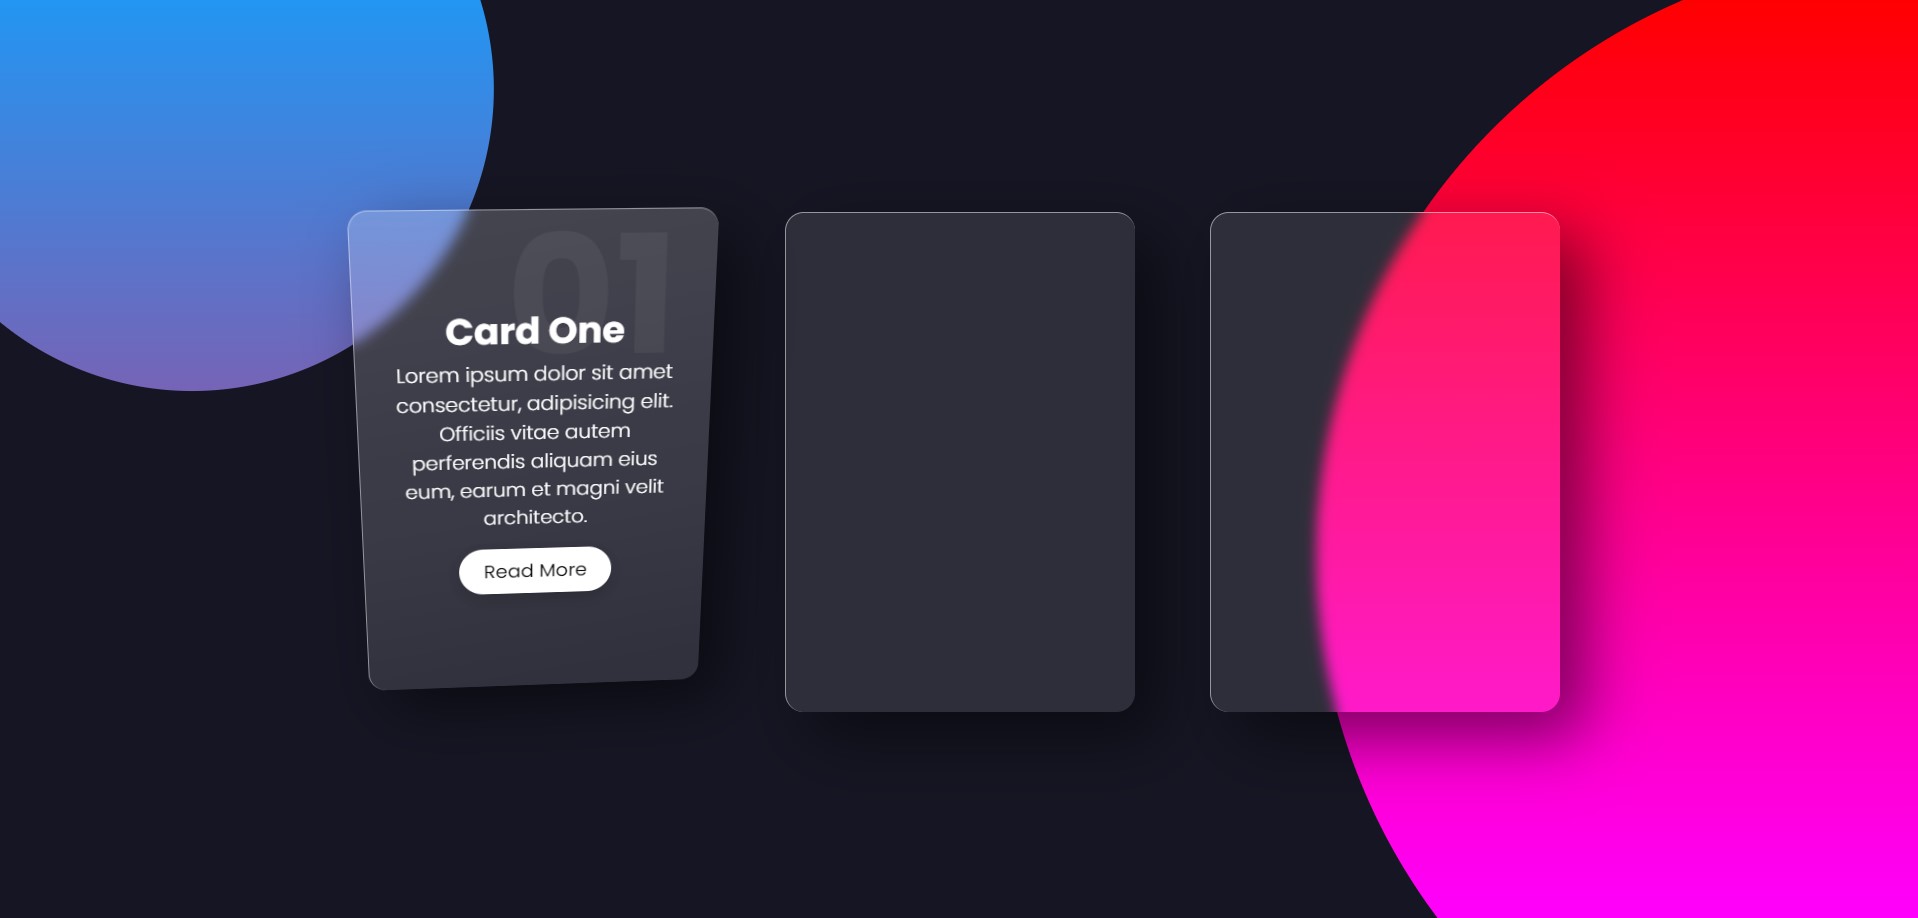 01
Card One
Lorem ipsum dolor sit amet
consectetur, adipisicing elit.
Officiis vitae autem
perferendis aliquam eius
eum, earum et magni velit
architecto.
Read More